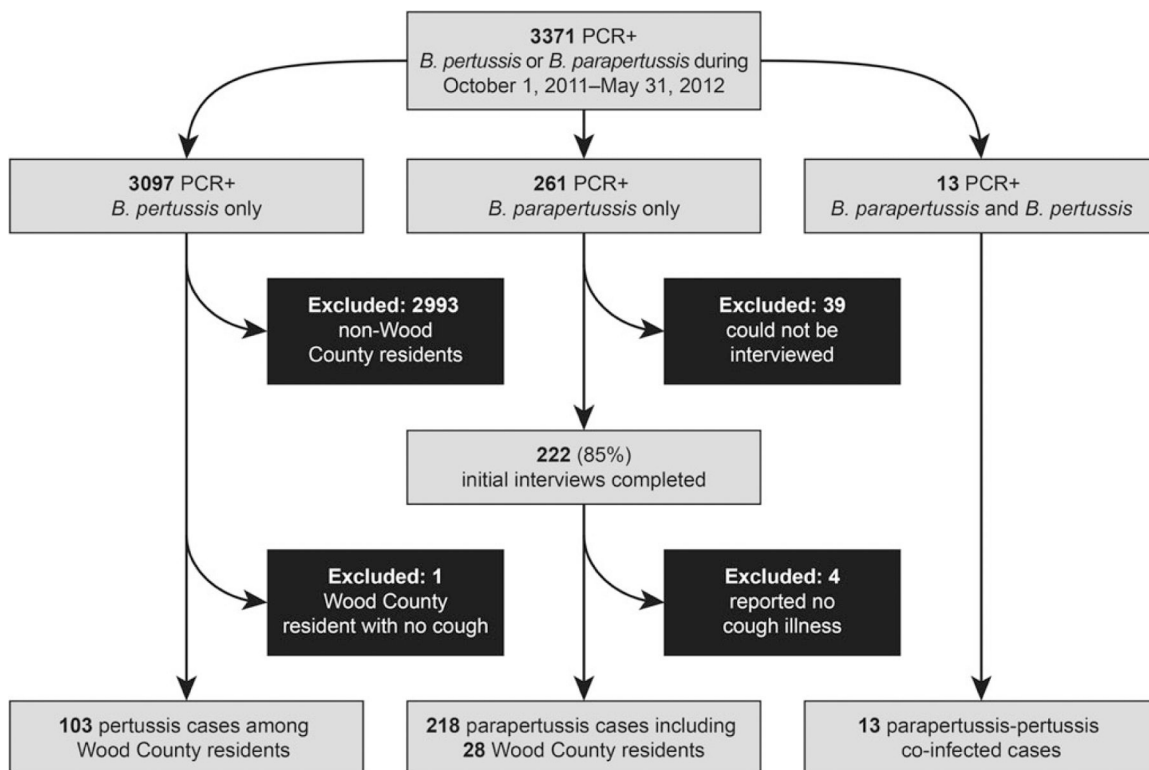 3371 PCR+
B. pertussis or B. parapertussis during
October 1, 2011–May 31, 2012
3097 PCR+
B. pertussis only
261 PCR+
B. parapertussis only
13 PCR+
B. parapertussis and B. pertussis
Excluded: 2993
non-Wood
County residents
Excluded: 39
could not be
interviewed
222 (85%)
initial interviews completed
Excluded: 1
Wood County
resident with no cough
Excluded: 4
reported no
cough illness
103 pertussis cases among
Wood County residents
218 parapertussis cases including
28 Wood County residents
13 parapertussis-pertussis
co-infected cases